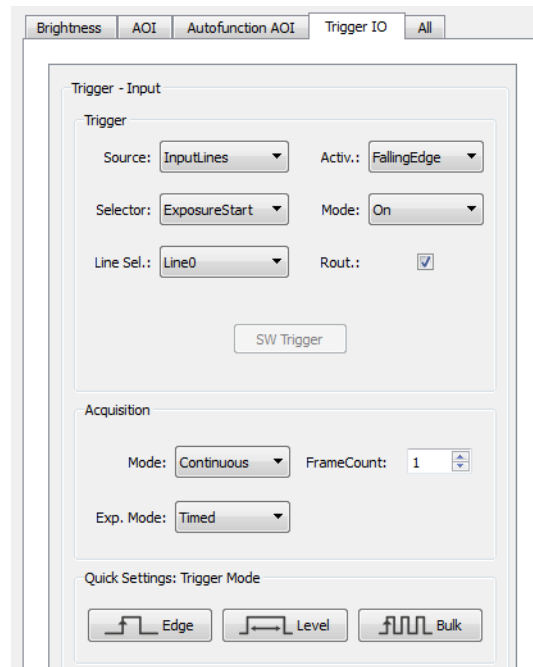 Brightness AOI Autofunction AOI Trigger IO All
Trigger - Input
Trigger
Source: InputLines Activ.: FallingEdge
Selector: ExposureStart Mode: On
Line Sel.: Line0 Rout.:
SW Trigger
Acquisition
Mode: Continuous FrameCount: 1
Exp. Mode: Timed
Quick Settings: Trigger Mode
Edge Level Bulk